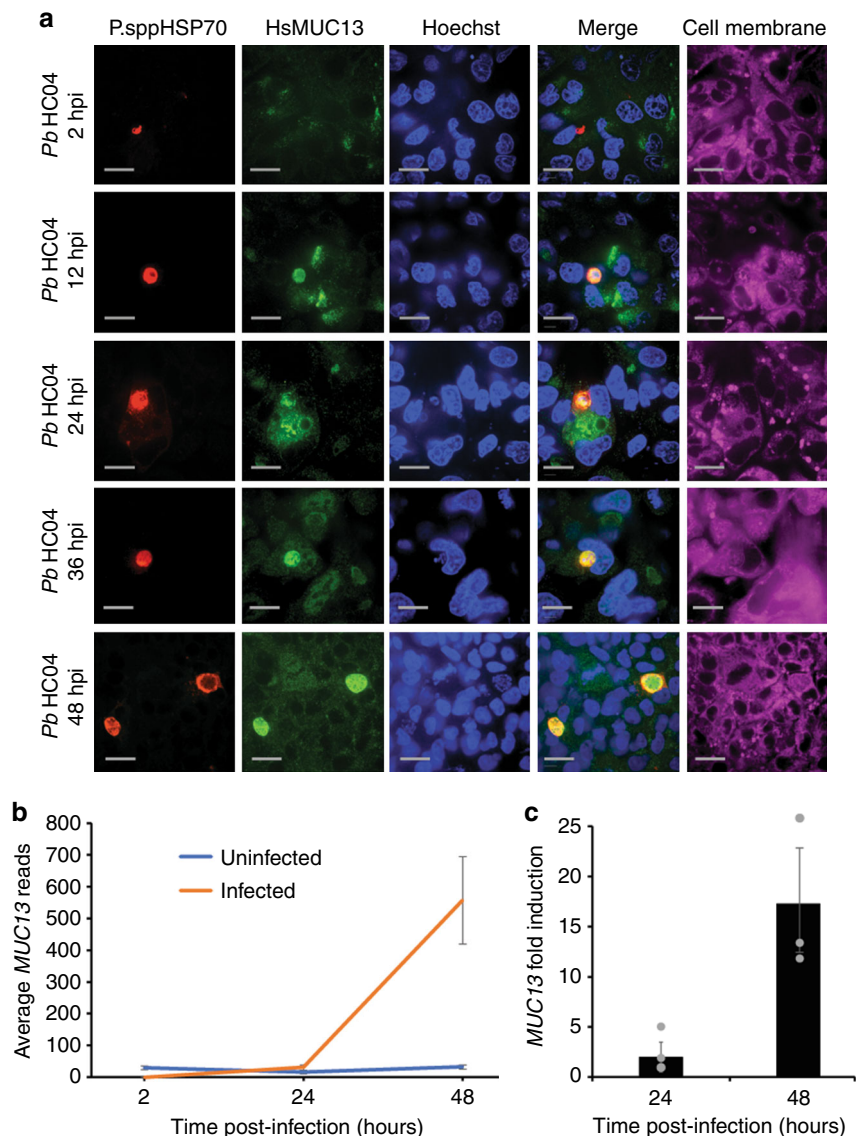 a
P.sppHSP70 HsMUC13 Hoechst Merge Cell membrane
Pb HC04
2 hpi
Pb HC04
12 hpi
Pb HC04
24 hpi
Pb HC04
36 hpi
Pb HC04
48 hpi
b
Average MUC13 reads
800
700
600
500
400
300
200
100
0
Uninfected
Infected
2 24 48
Time post-infection (hours)
c
MUC13 fold induction
25
20
15
10
5
0
24 48
Time post-infection (hours)